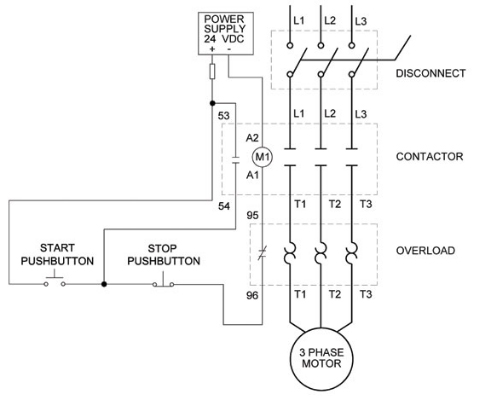 POWER
SUPPLY
24 VDC
+ -
L1 L2 L3
DISCONNECT
53
L1 L2 L3
A2
M1
CONTACTOR
A1
54
T1 T2 T3
95
START
PUSHBUTTON
STOP
PUSHBUTTON
OVERLOAD
96
T1 T2 T3
3 PHASE
MOTOR